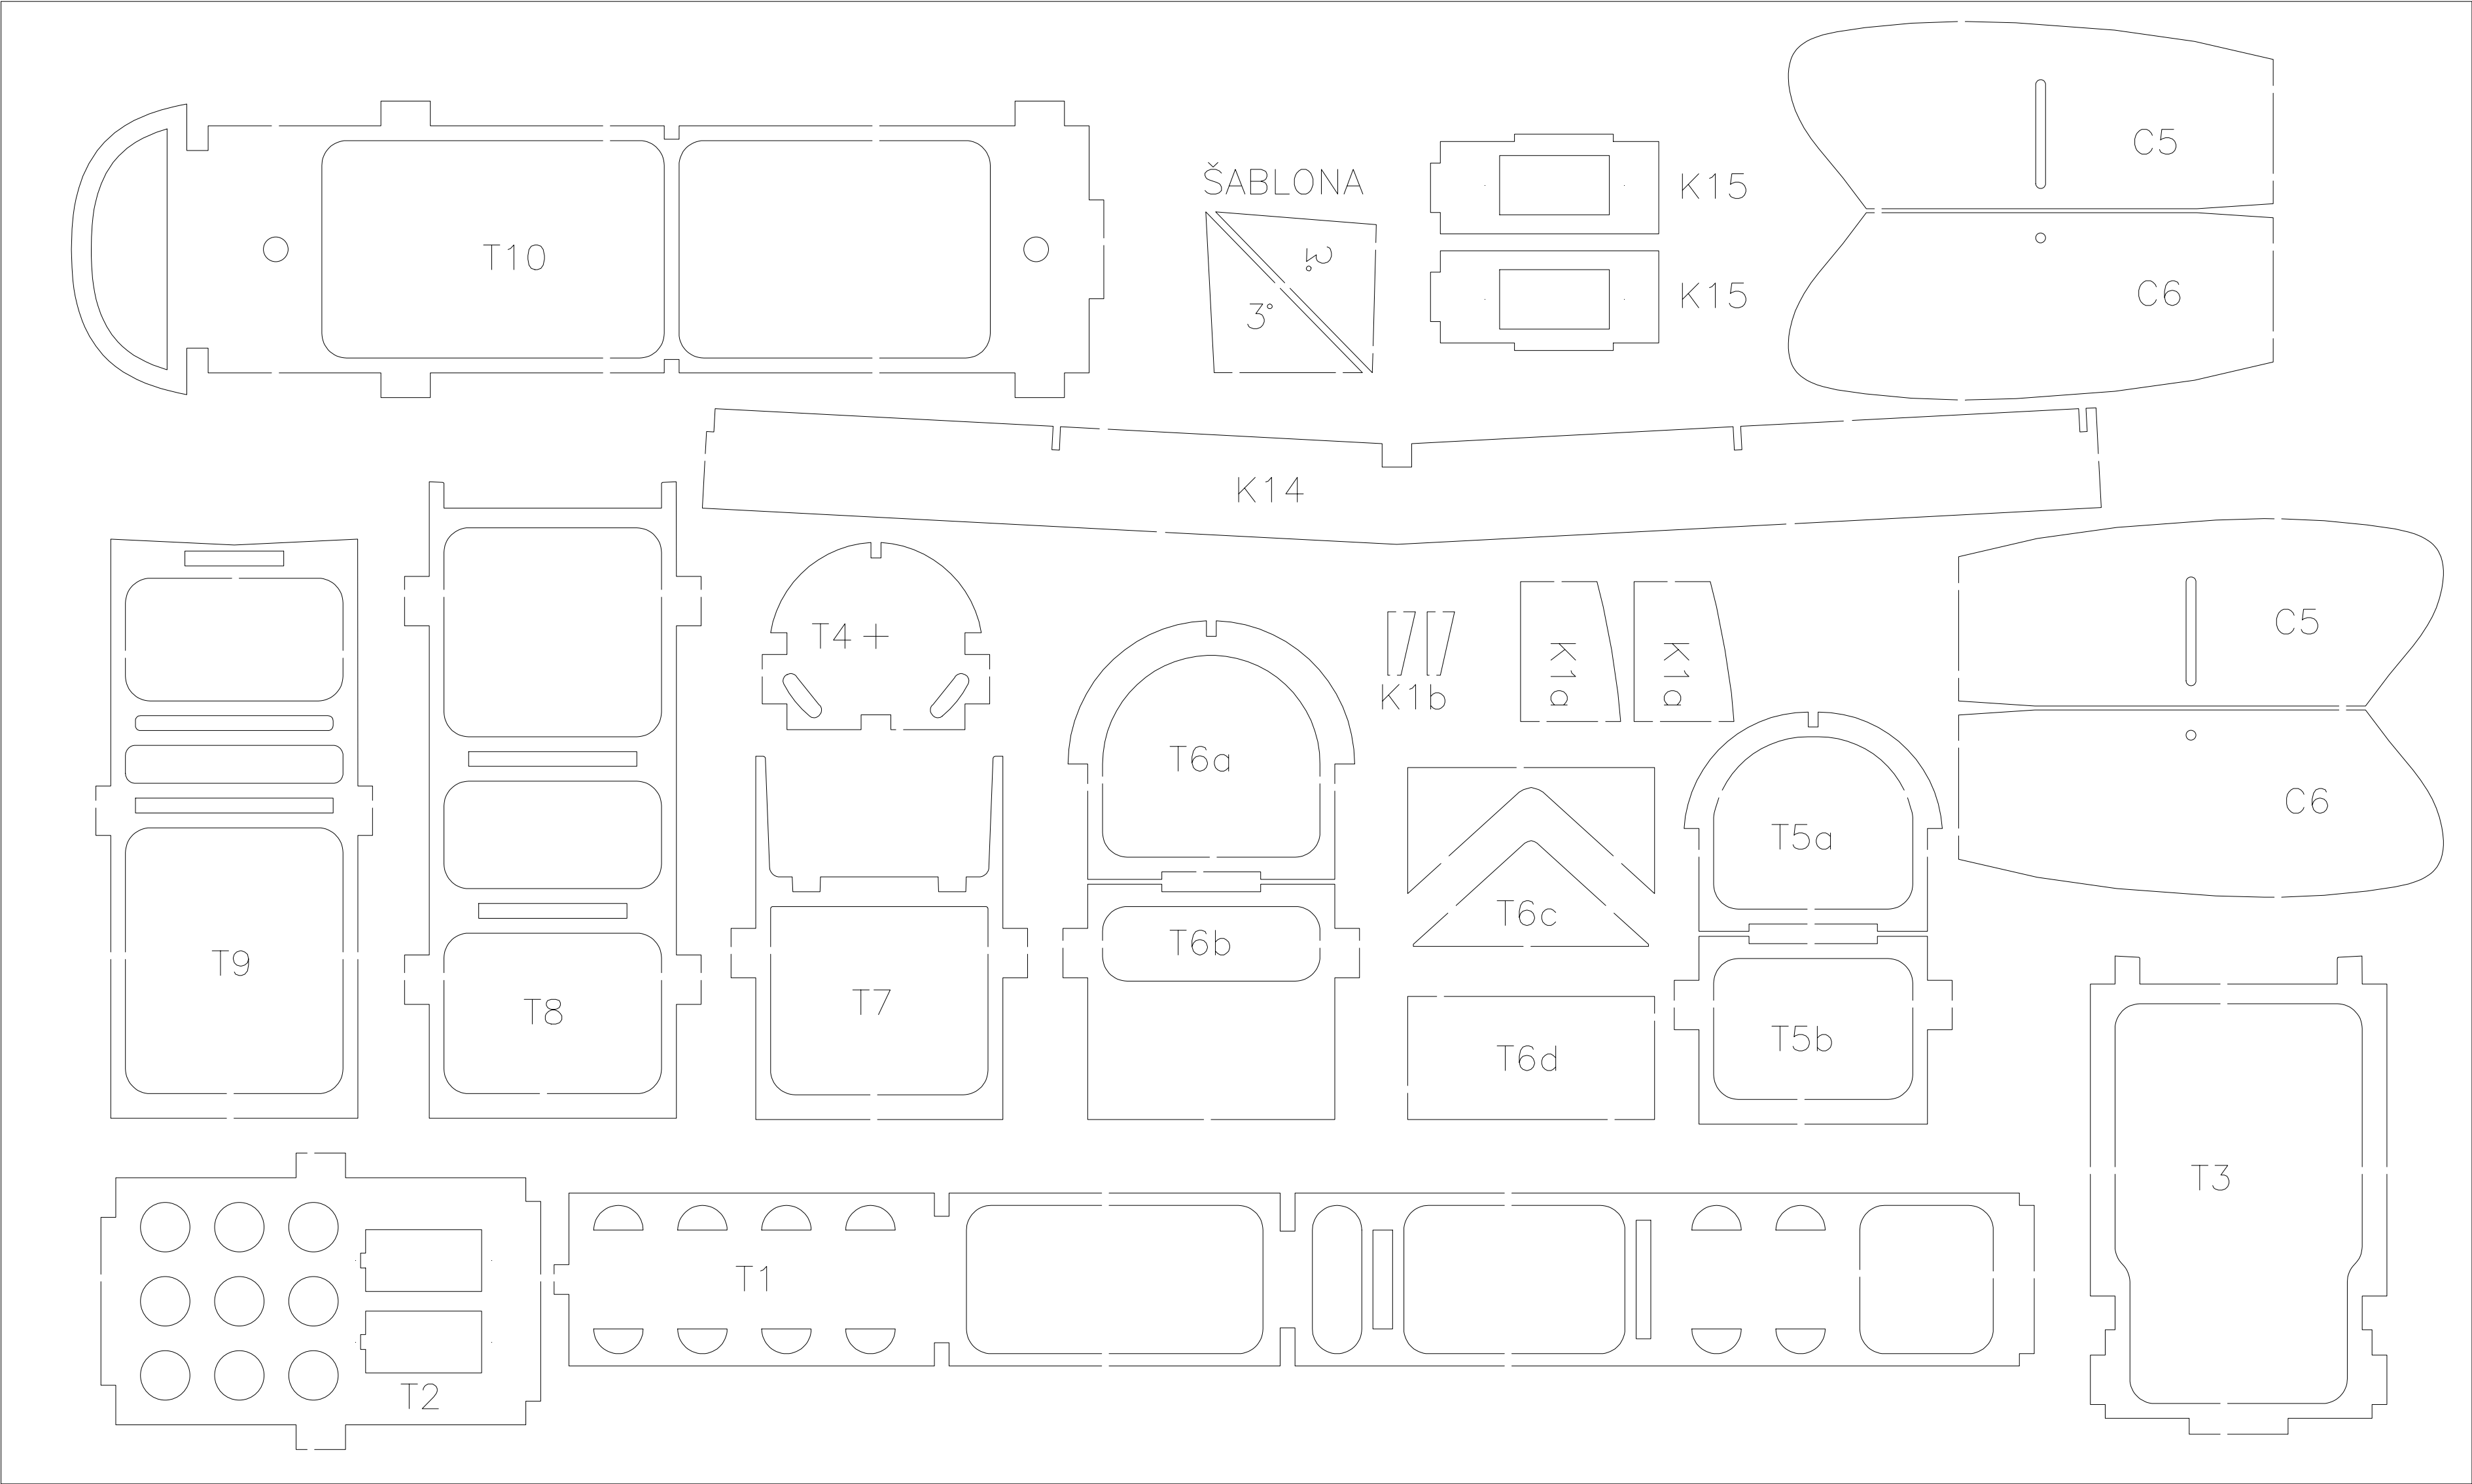 C5
ŠABLONA
K15
T10
3°
C6
K15
3°
K14
C5
T4
K1a
K1a
K1b
T6a
C6
T5a
T6c
T6b
T9
T7
T8
T5b
T6d
T3
T1
T2